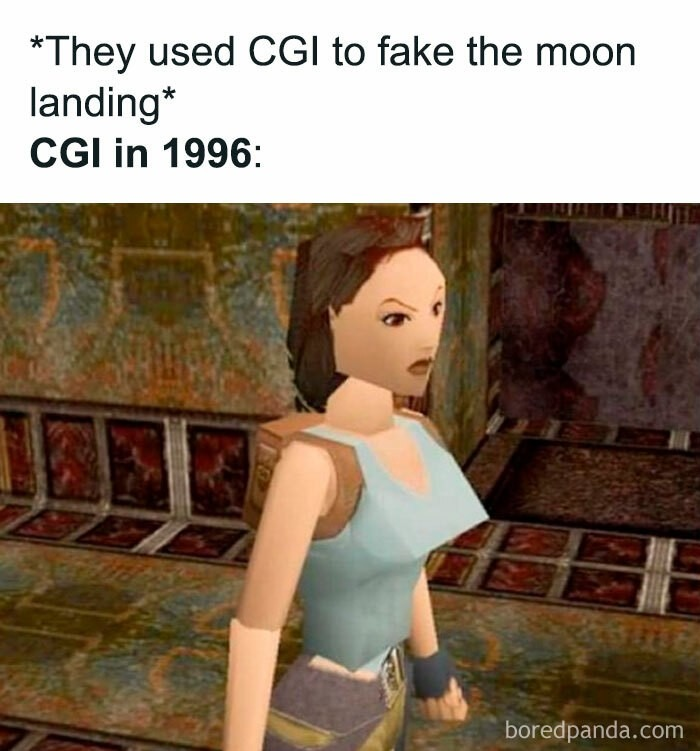 *They used CGI to fake the moon
landing*
CGI in 1996:
boredpanda.com